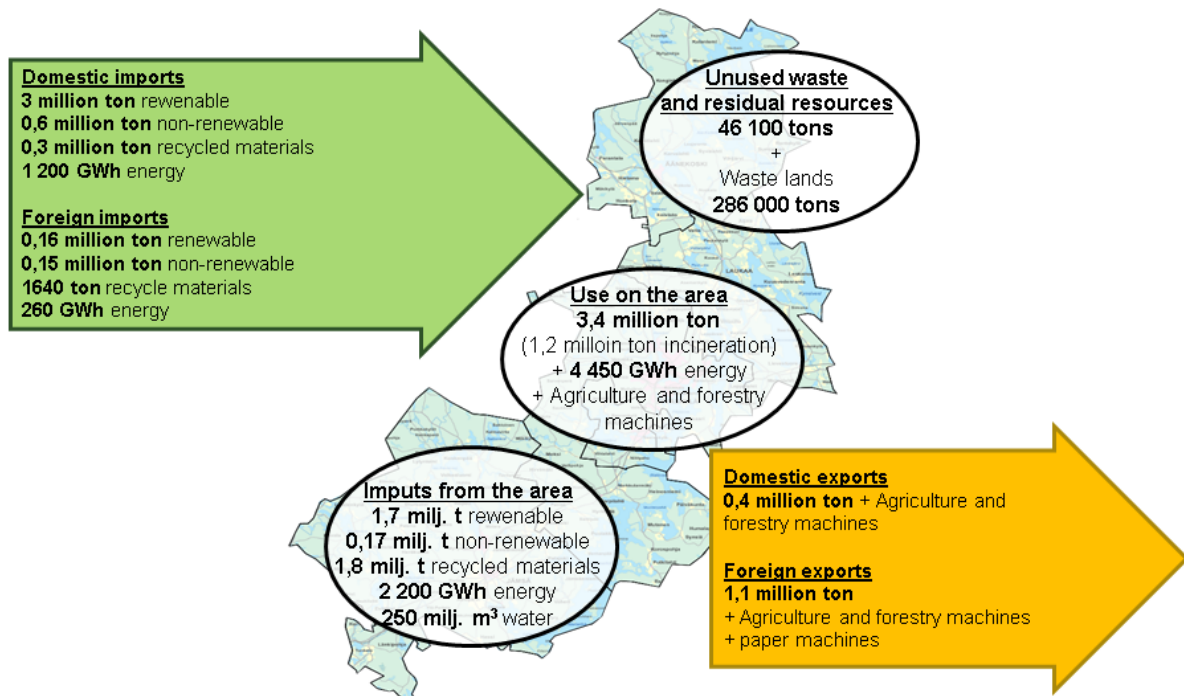 Domestic imports
3 million ton rewenable
0,6 million ton non-renewable
0,3 million ton recycled materials
1 200 GWh energy
Foreign imports
0,16 million ton renewable
0,15 million ton non-renewable
1640 ton recycle materials
260 GWh energy
Unused waste
and residual resources
46 100 tons
+
Waste lands
286 000 tons
LAUKAA
Use on the area
3,4 million ton
(1,2 milloin ton incineration)
+ 4 450 GWh energy
+ Agriculture and forestry
machines
Imputs from the area
1,7 milj. t rewenable
0,17 milj. t non-renewable
1,8 milj. t recycled materials
2 200 GWh energy
250 milj. m³ water
Domestic exports
0,4 million ton + Agriculture and
forestry machines
Foreign exports
1,1 million ton
+ Agriculture and forestry machines
+ paper machines